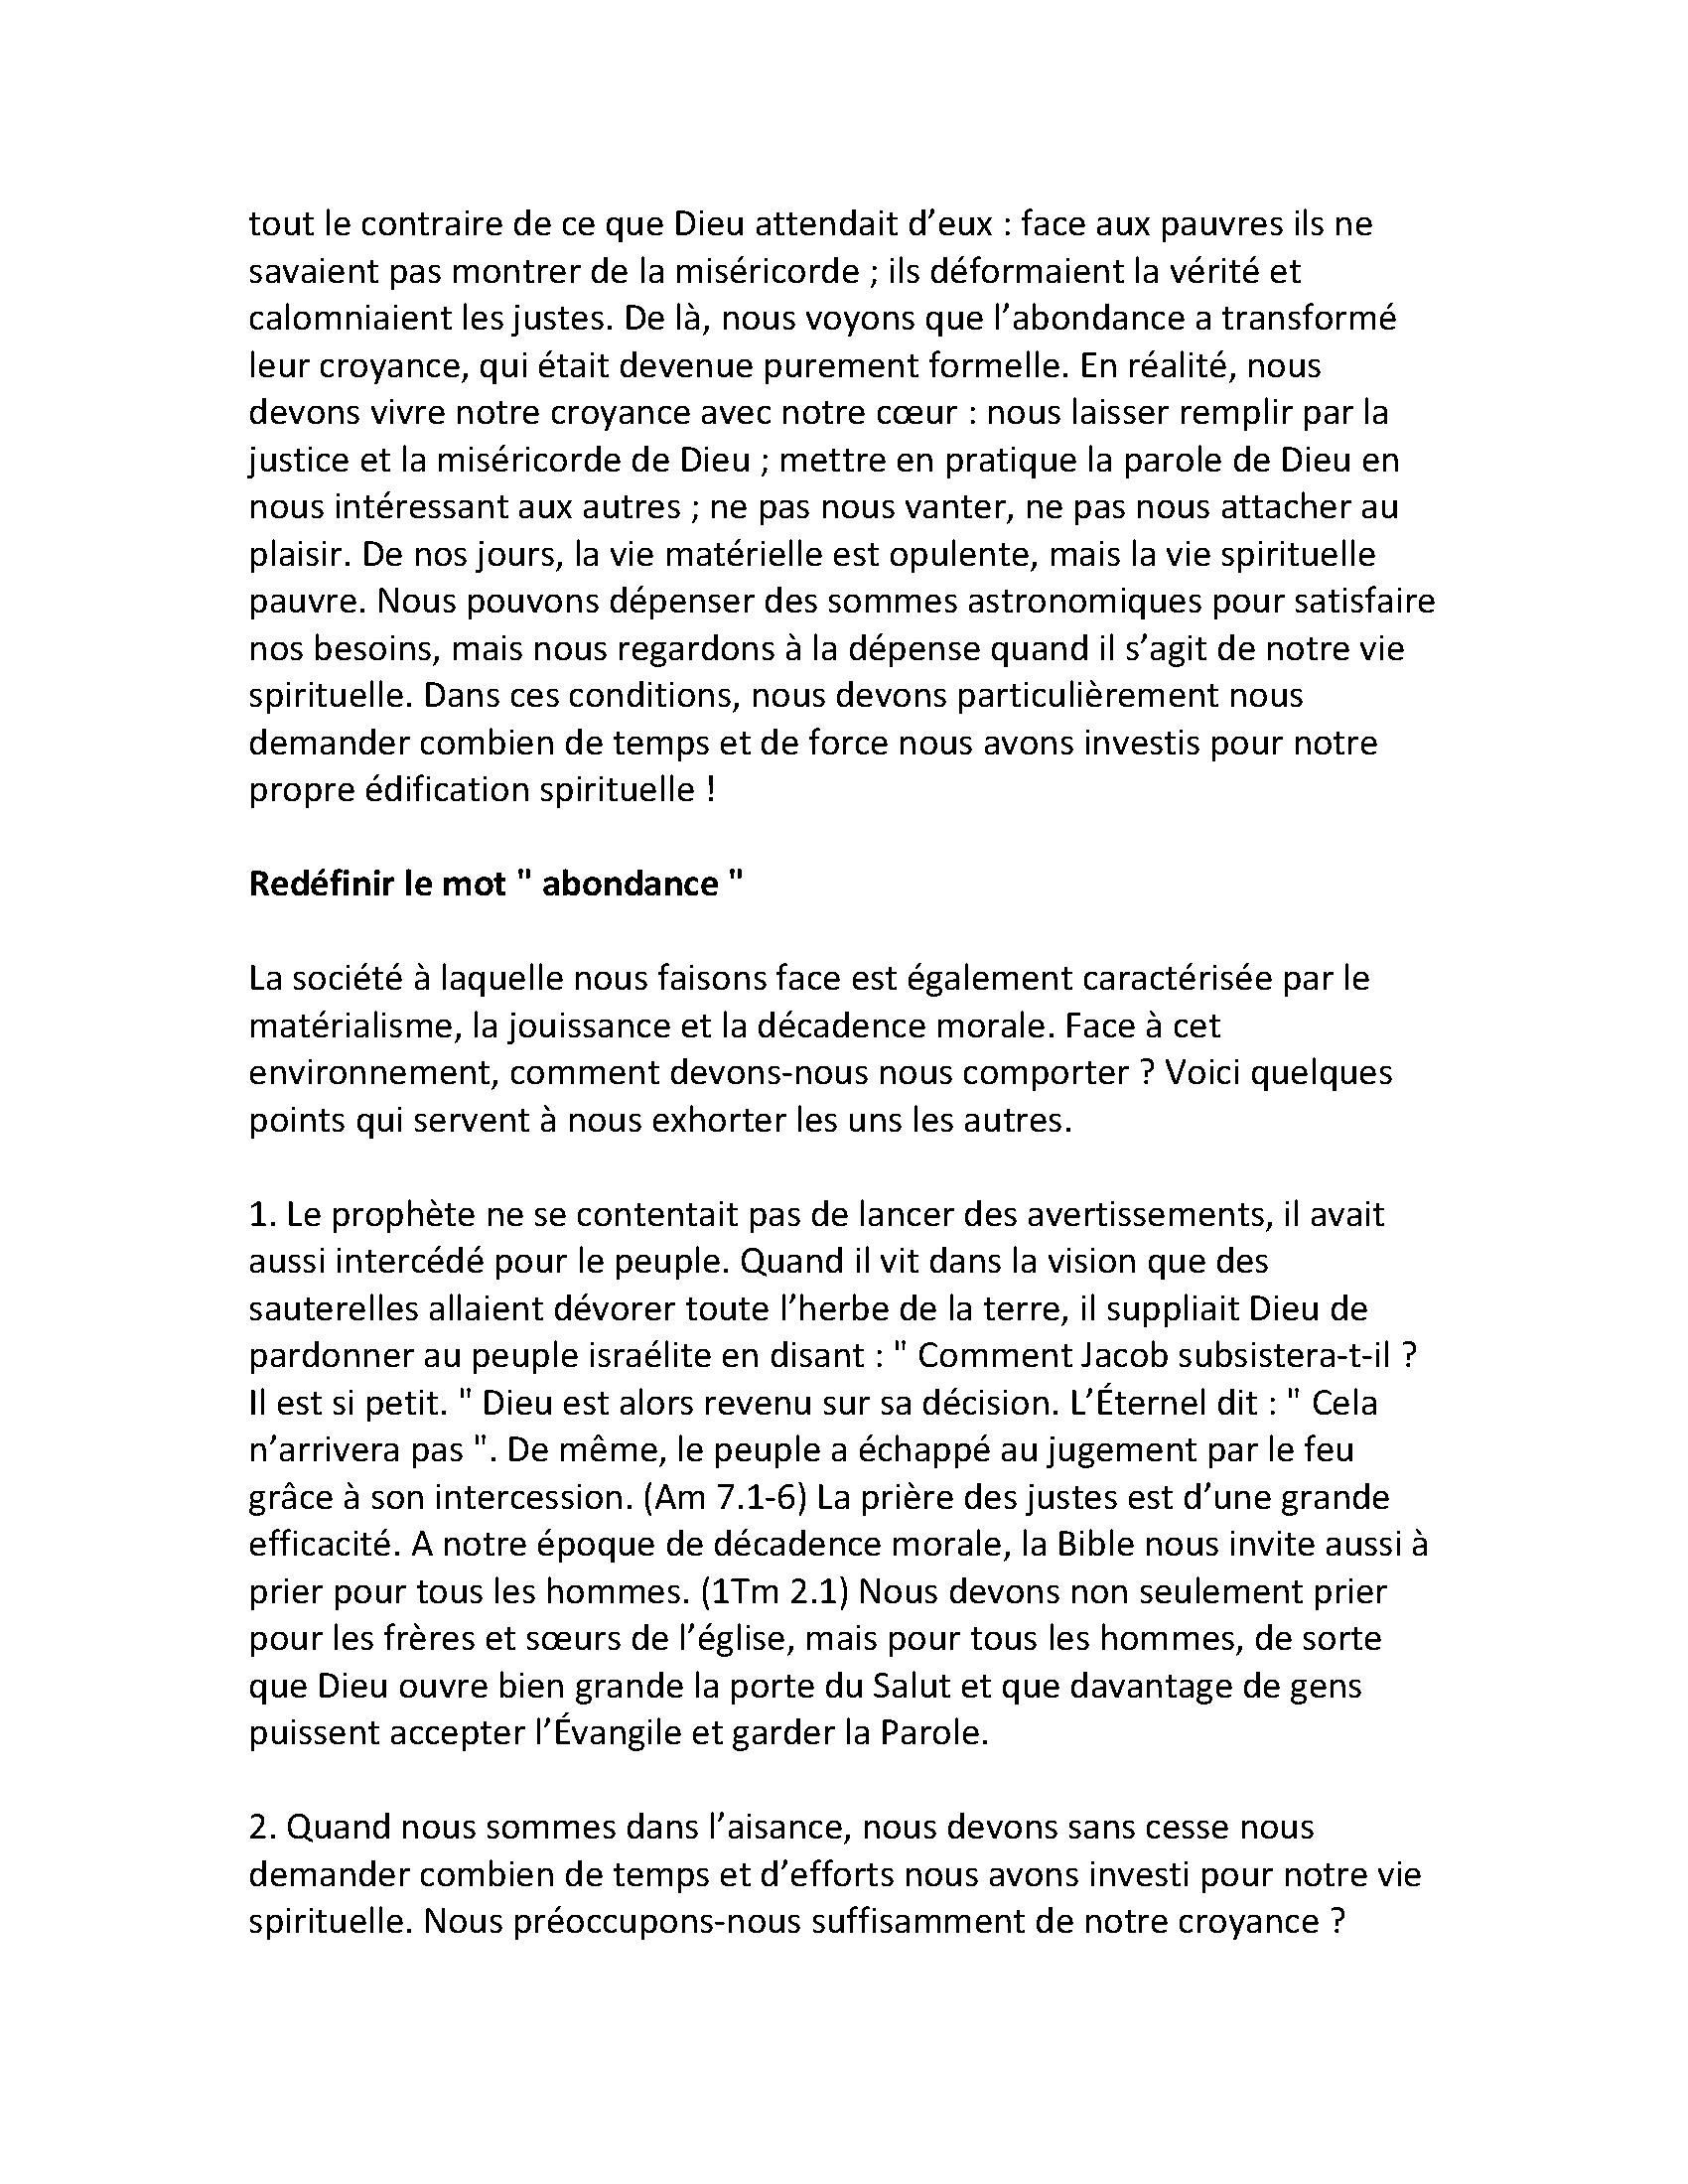 tout le contraire de ce que Dieu attendait d’eux : face aux pauvres ils ne
savaient pas montrer de la miséricorde ; ils déformaient la vérité et
calomniaient les justes. De là, nous voyons que l’abondance a transformé
leur croyance, qui était devenue purement formelle. En réalité, nous
devons vivre notre croyance avec notre cœur : nous laisser remplir par la
justice et la miséricorde de Dieu ; mettre en pratique la parole de Dieu en
nous intéressant aux autres ; ne pas nous vanter, ne pas nous attacher au
plaisir. De nos jours, la vie matérielle est opulente, mais la vie spirituelle
pauvre. Nous pouvons dépenser des sommes astronomiques pour satisfaire
nos besoins, mais nous regardons à la dépense quand il s’agit de notre vie
spirituelle. Dans ces conditions, nous devons particulièrement nous
demander combien de temps et de force nous avons investis pour notre
propre édification spirituelle !
Redéfinir le mot " abondance "
La société à laquelle nous faisons face est également caractérisée par le
matérialisme, la jouissance et la décadence morale. Face à cet
environnement, comment devons-nous nous comporter ? Voici quelques
points qui servent à nous exhorter les uns les autres.
1. Le prophète ne se contentait pas de lancer des avertissements, il avait
aussi intercédé pour le peuple. Quand il vit dans la vision que des
sauterelles allaient dévorer toute l’herbe de la terre, il suppliait Dieu de
pardonner au peuple israélite en disant : " Comment Jacob subsistera-t-il ?
Il est si petit. " Dieu est alors revenu sur sa décision. L’Éternel dit : " Cela
n’arrivera pas ". De même, le peuple a échappé au jugement par le feu
grâce à son intercession. (Am 7.1-6) La prière des justes est d’une grande
efficacité. A notre époque de décadence morale, la Bible nous invite aussi à
prier pour tous les hommes. (1Tm 2.1) Nous devons non seulement prier
pour les frères et sœurs de l’église, mais pour tous les hommes, de sorte
que Dieu ouvre bien grande la porte du Salut et que davantage de gens
puissent accepter l’Évangile et garder la Parole.
2. Quand nous sommes dans l’aisance, nous devons sans cesse nous
demander combien de temps et d’efforts nous avons investi pour notre vie
spirituelle. Nous préoccupons-nous suffisamment de notre croyance ?